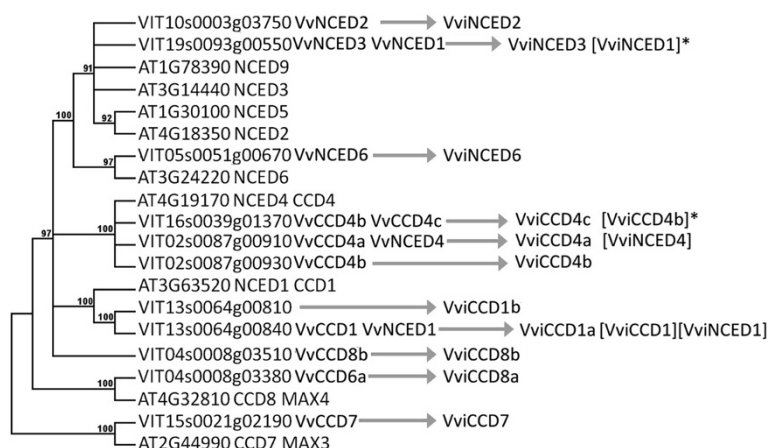 VIT10s0003g03750 VvNCED2 VviNCED2
VIT19s0093g00550 VvNCED3 VvNCED1 VviNCED3 [VviNCED1]*
91
AT1G78390 NCED9
AT3G14440 NCED3
AT1G30100 NCED5
100
92
AT4G18350 NCED2
VIT05s0051g00670 VvNCED6 VviNCED6
97
AT3G24220 NCED6
AT4G19170 NCED4 CCD4
VIT16s0039g01370 VvCCD4b VvCCD4c VviCCD4c [VviCCD4b]*
97
100
VIT02s0087g00910 VvCCD4a VvNCED4 VviCCD4a [VviNCED4]
VIT02s0087g00930 VvCCD4b VviCCD4b
AT3G63520 NCED1 CCD1
100
VIT13s0064g00810 VviCCD1b
100
VIT13s0064g00840 VvCCD1 VvNCED1 VviCCD1a [VviCCD1][VviNCED1]
VIT04s0008g03510 VvCCD8b VviCCD8b
VIT04s0008g03380 VvCCD6a VviCCD8a
100
AT4G32810 CCD8 MAX4
VIT15s0021g02190 VvCCD7 VviCCD7
100
AT2G44990 CCD7 MAX3